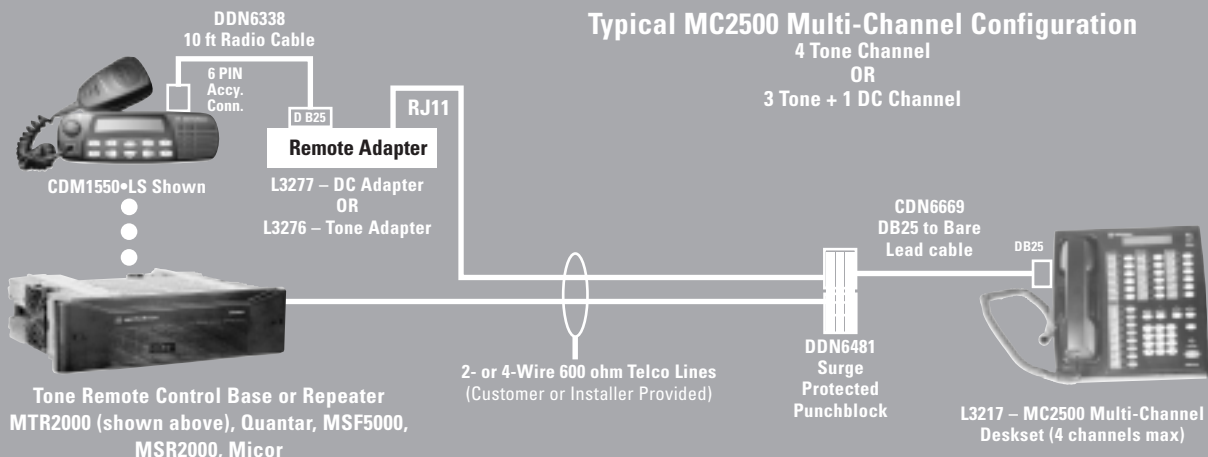 Typical MC2500 Multi-Channel Configuration
4 Tone Channel
OR
3 Tone + 1 DC Channel
DDN6338
10 ft Radio Cable
6 PIN
Accy.
Conn.
D B25
RJ11
Remote Adapter
CDM1550•LS Shown
L3277 – DC Adapter
OR
L3276 – Tone Adapter
CDN6669
DB25 to Bare
Lead cable
DB25
2- or 4-Wire 600 ohm Telco Lines
(Customer or Installer Provided)
DDN6481
Surge
Protected
Punchblock
Tone Remote Control Base or Repeater
MTR2000 (shown above), Quantar, MSF5000,
MSR2000, Micor
L3217 – MC2500 Multi-Channel
Deskset (4 channels max)